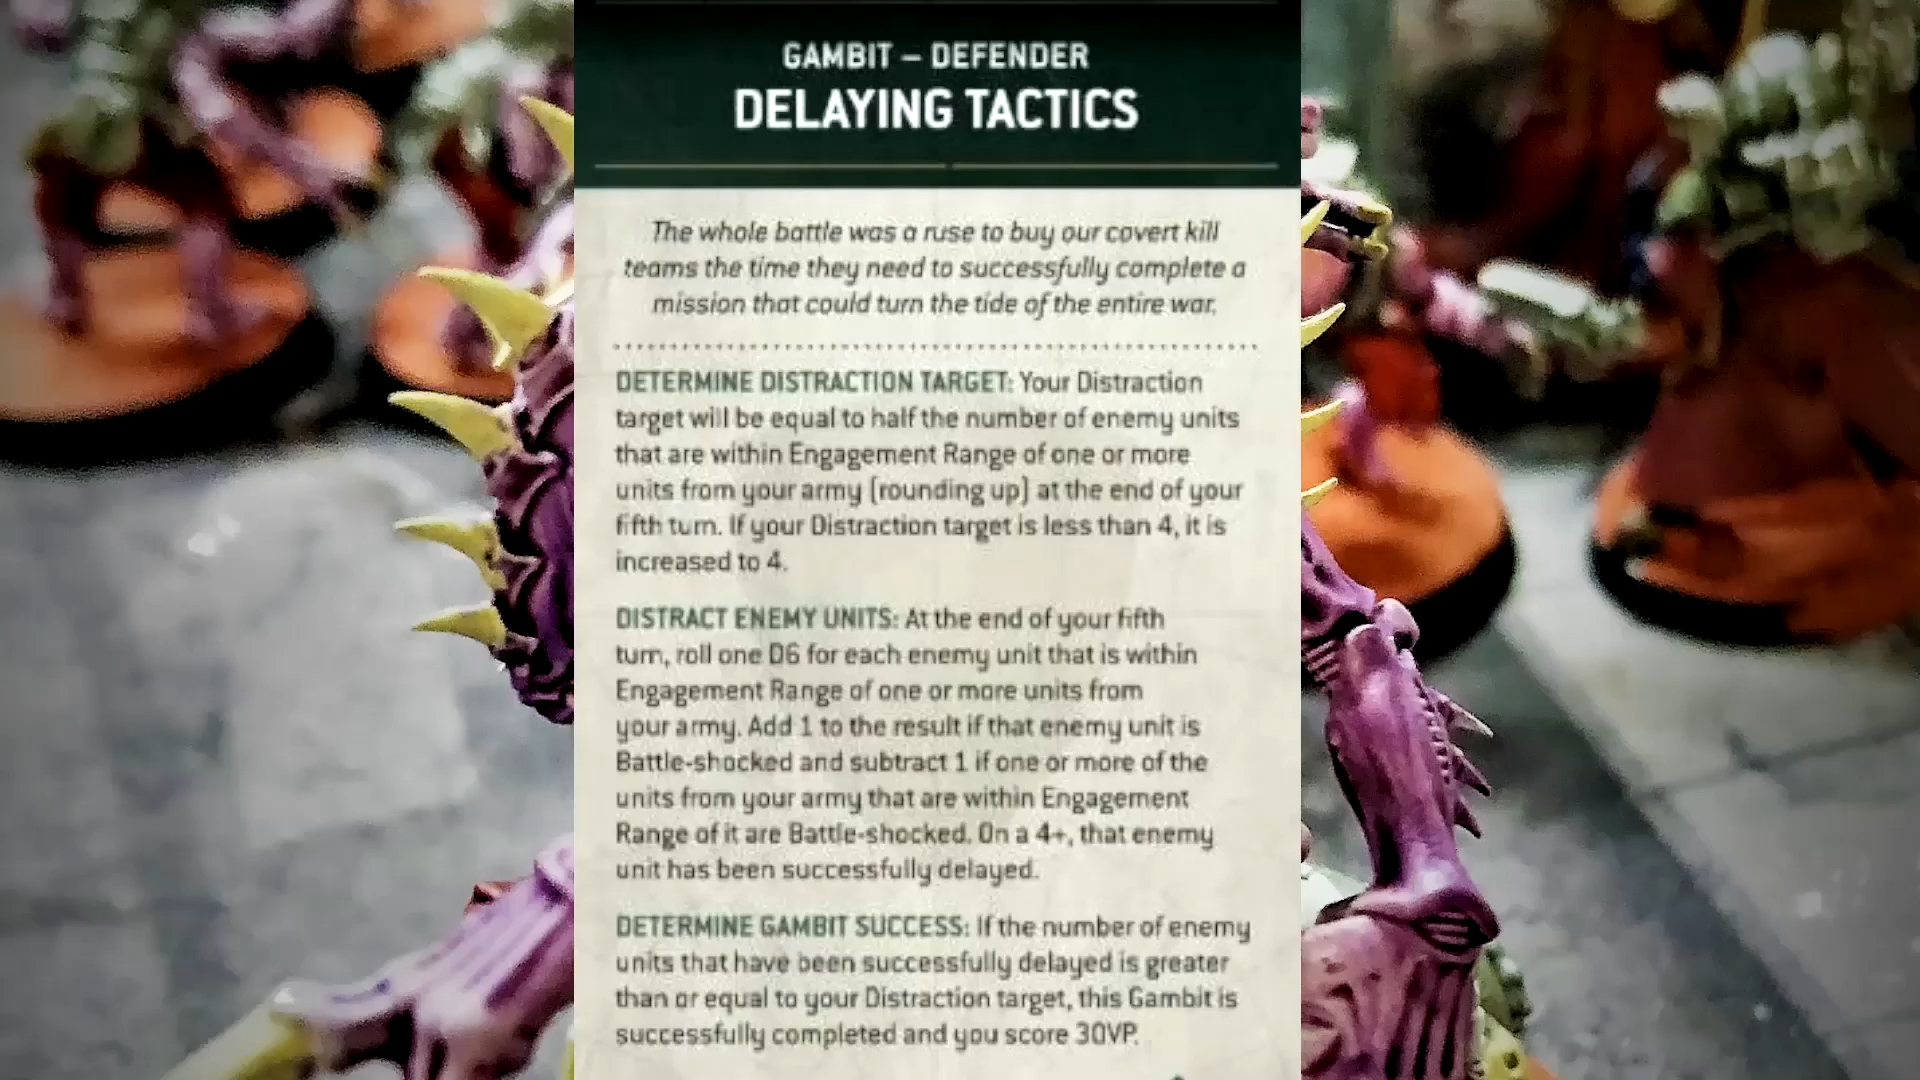 GAMBIT – DEFENDER
DELAYING TACTICS
The whole battle was a ruse to buy our covert kill
teams the time they need to successfully complete a
mission that could turn the tide of the entire war.
DETERMINE DISTRACTION TARGET: Your Distraction
target will be equal to half the number of enemy units
that are within Engagement Range of one or more
units from your army (rounding up) at the end of your
fifth turn. If your Distraction target is less than 4, it is
increased to 4.
DISTRACT ENEMY UNITS: At the end of your fifth
turn, roll one D6 for each enemy unit that is within
Engagement Range of one or more units from
your army. Add 1 to the result if that enemy unit is
Battle-shocked and subtract 1 if one or more of the
units from your army that are within Engagement
Range of it are Battle-shocked. On a 4+, that enemy
unit has been successfully delayed.
DETERMINE GAMBIT SUCCESS: If the number of enemy
units that have been successfully delayed is greater
than or equal to your Distraction target, this Gambit is
successfully completed and you score 30VP.